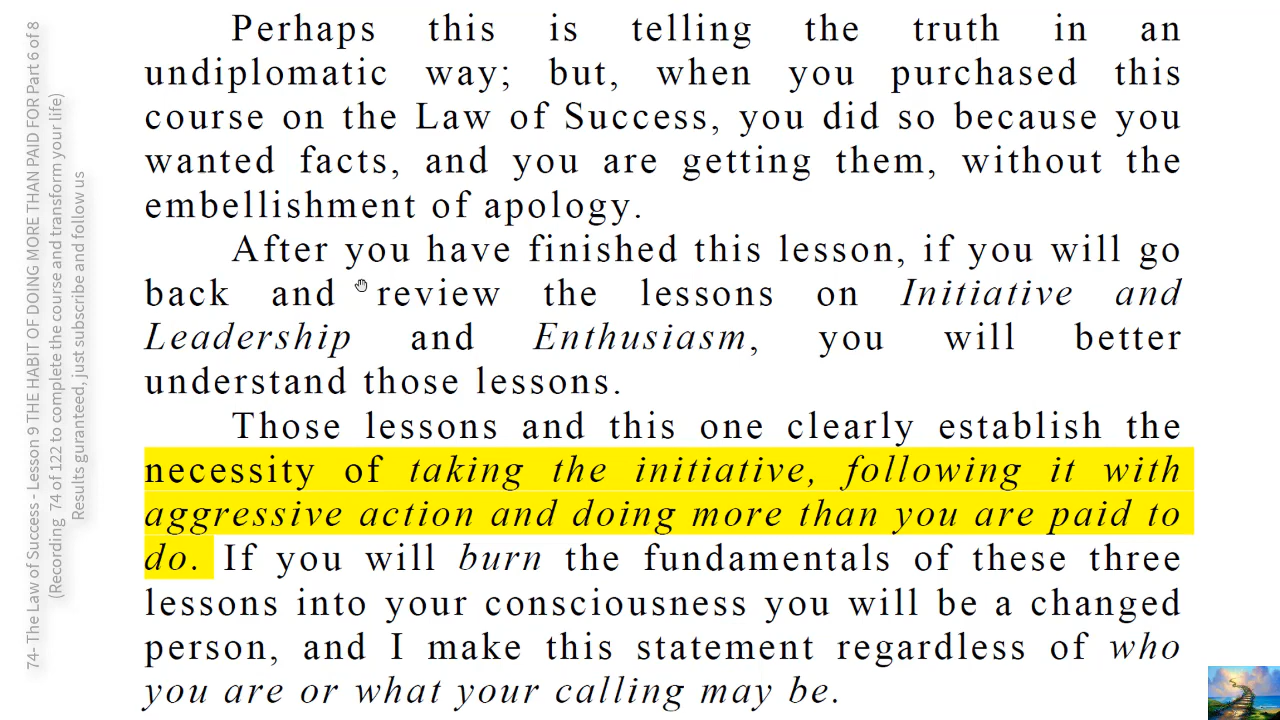 Perhaps this is telling the truth in an
undiplomatic way; but, when you purchased this
course on the Law of Success, you did so because you
wanted facts, and you are getting them, without the
embellishment of apology.
After you have finished this lesson, if you will go
back and review the lessons on Initiative and
Leadership and Enthusiasm, you will better
understand those lessons.
Those lessons and this one clearly establish the
necessity of taking the initiative, following it with
aggressive action and doing more than you are paid to
do. If you will burn the fundamentals of these three
lessons into your consciousness you will be a changed
person, and I make this statement regardless of who
you are or what your calling may be.
74- The Law of Success - Lesson 9 THE HABIT OF DOING MORE THAN PAID FOR Part 6 of 8
(Recording 74 of 122 to complete the course and transform your life)
Results guranteed, just subscribe and follow us